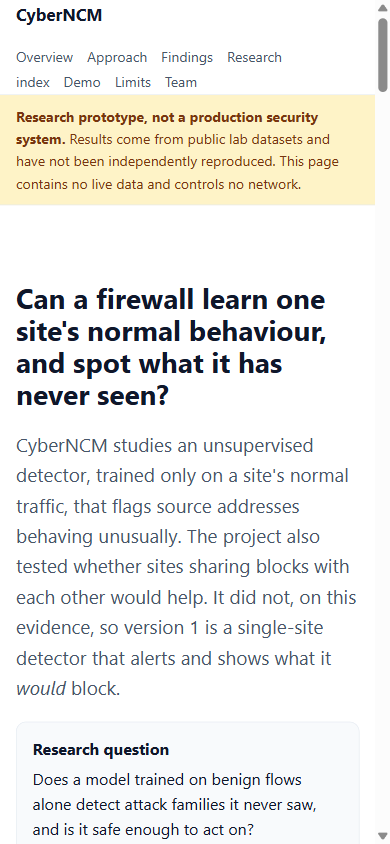 CyberNCM
Overview Approach Findings Research
index Demo Limits Team
Research prototype, not a production security
system. Results come from public lab datasets and
have not been independently reproduced. This page
contains no live data and controls no network.
Can a firewall learn one
site's normal behaviour,
and spot what it has
never seen?
CyberNCM studies an unsupervised
detector, trained only on a site's normal
traffic, that flags source addresses
behaving unusually. The project also
tested whether sites sharing blocks with
each other would help. It did not, on this
evidence, so version 1 is a single-site
detector that alerts and shows what it
would block.
Research question
Does a model trained on benign flows
alone detect attack families it never saw,
and is it safe enough to act on?